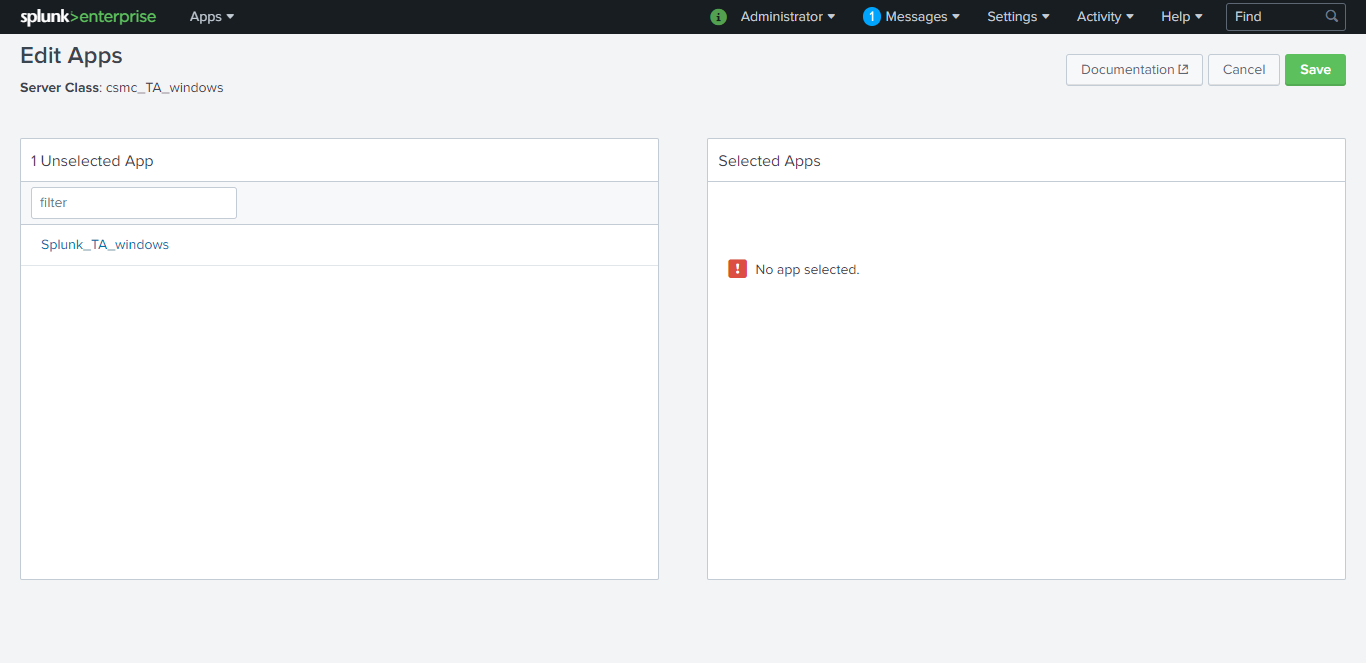 splunk>enterprise Apps Administrator 1 Messages Settings Activity Help Find
Edit Apps
Server Class: csmc_TA_windows
Documentation Cancel Save
1 Unselected App
filter
Splunk_TA_windows
Selected Apps
No app selected.